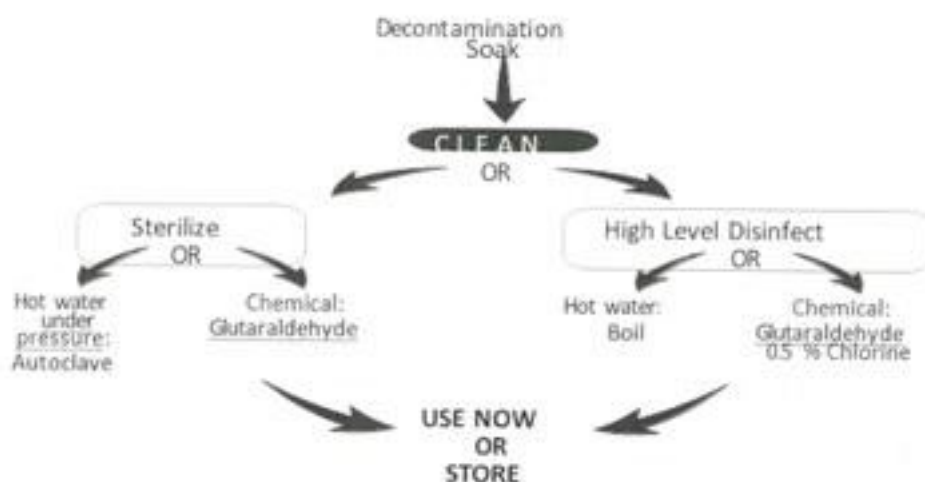 Decontamination
Soak
CLEAN
OR
Sterilize
OR
High Level Disinfect
OR
Hot water
under
pressure:
Autoclave
Chemical:
Glutaraldehyde
Hot water:
Boil
Chemical:
Glutaraldehyde
0.5 % Chlorine
USE NOW
OR
STORE